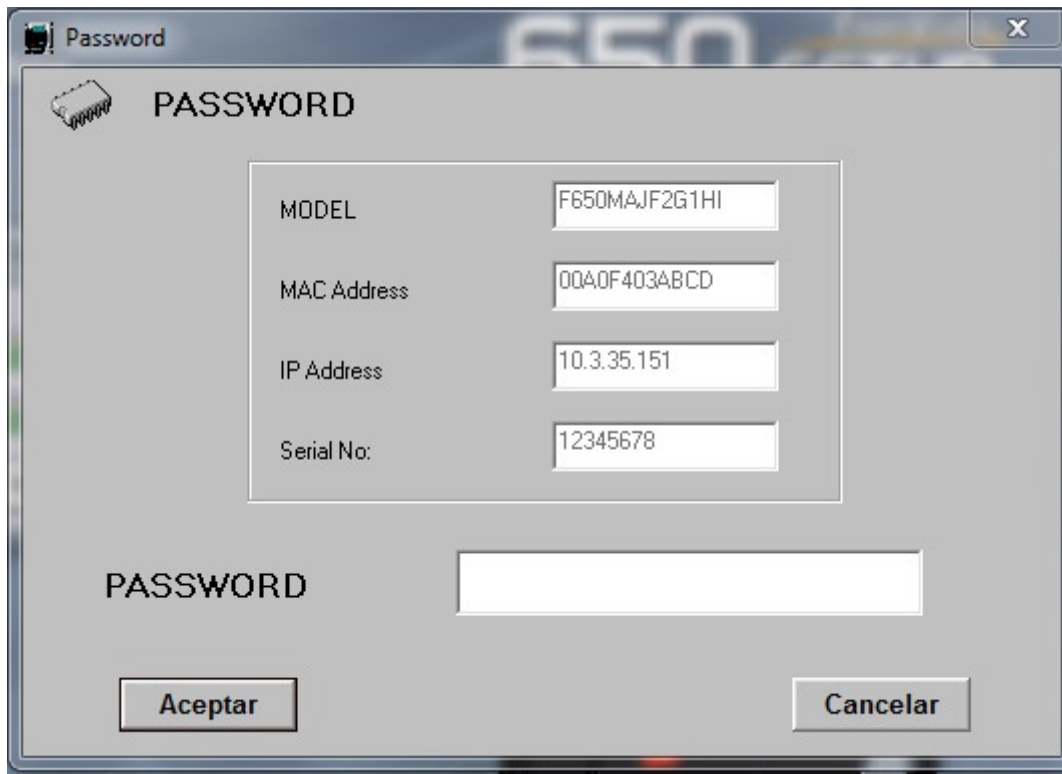 Password
650
PASSWORD
MODEL
F650MAJF2G1HI
MAC Address
00A0F403ABCD
IP Address
10.3.35.151
Serial No:
12345678
PASSWORD
Aceptar
Cancelar